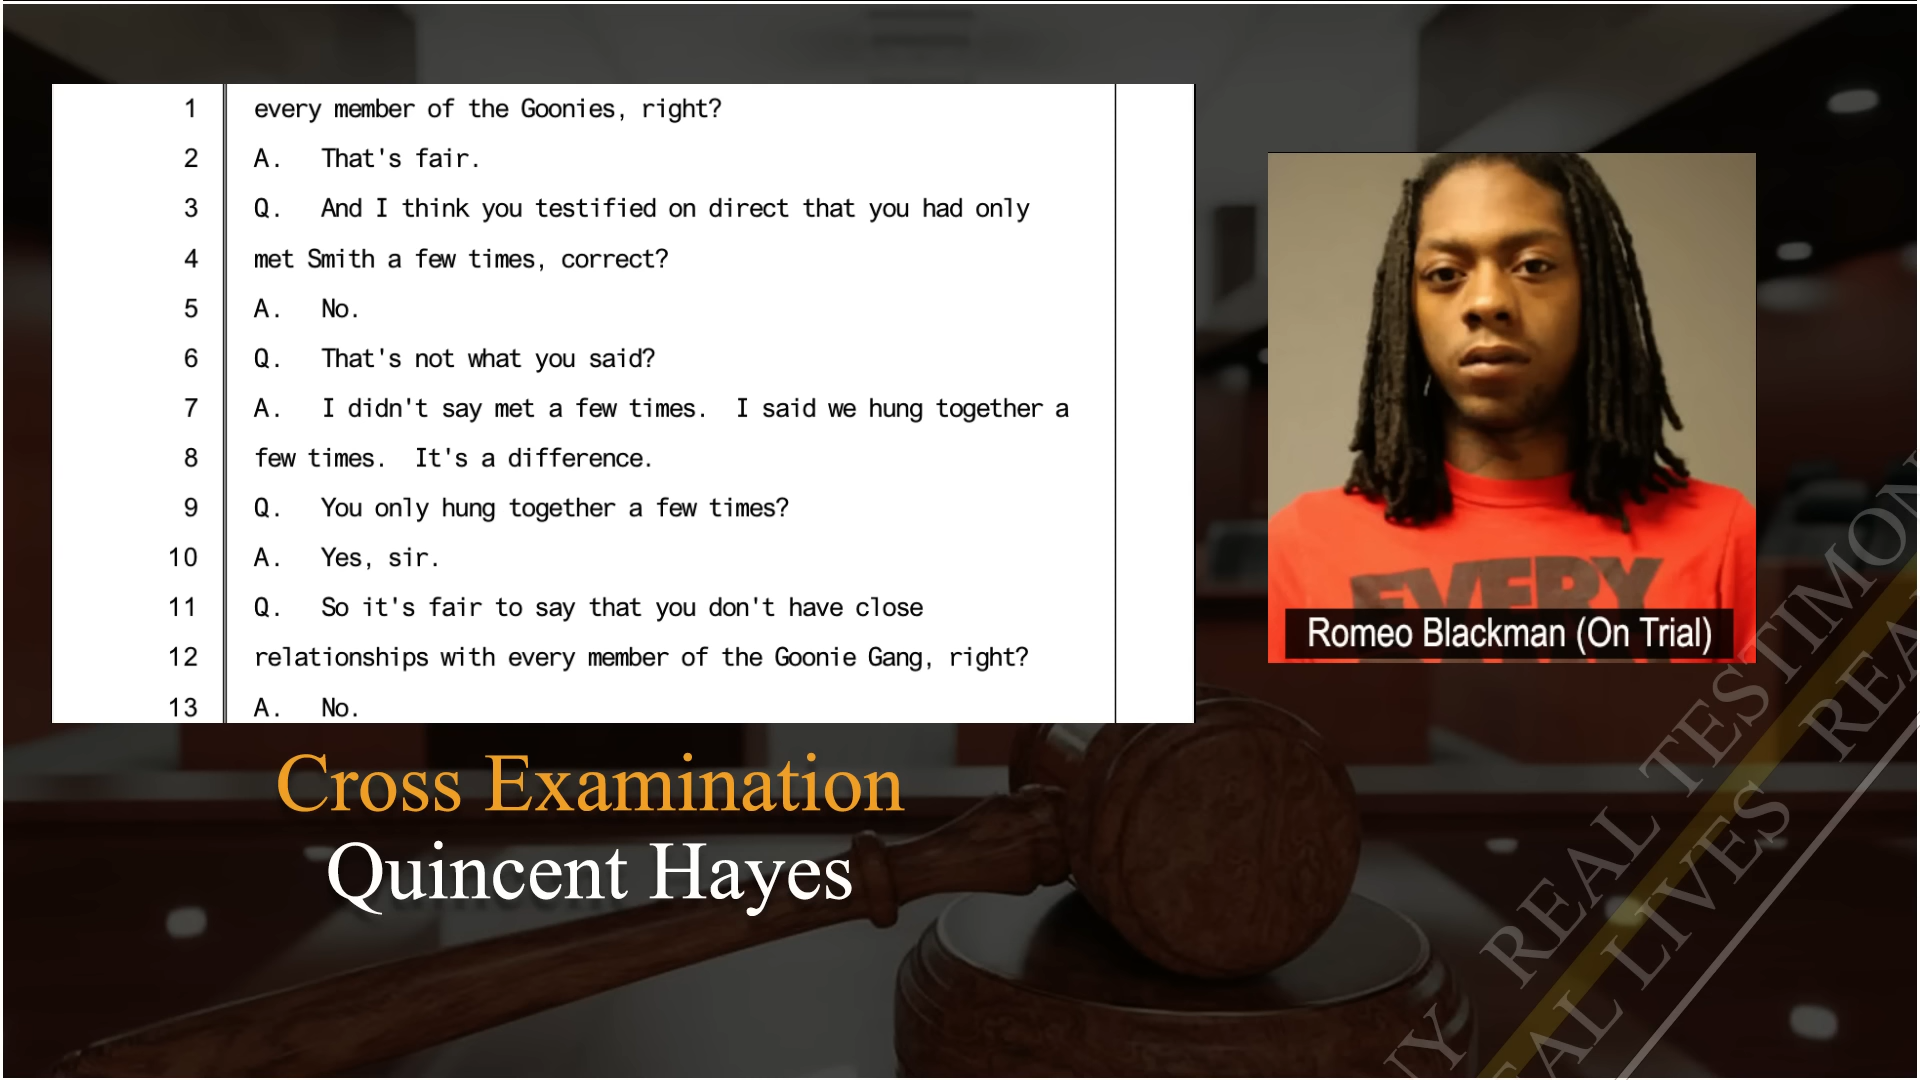 1 every member of the Goonies, right?
2 A. That's fair.
3 Q. And I think you testified on direct that you had only
4 met Smith a few times, correct?
5 A. No.
6 Q. That's not what you said?
7 A. I didn't say met a few times. I said we hung together a
8 few times. It's a difference.
9 Q. You only hung together a few times?
10 A. Yes, sir.
11 Q. So it's fair to say that you don't have close
12 relationships with every member of the Goonie Gang, right?
13 A. No.
EVERY
Romeo Blackman (On Trial)
Cross Examination
Quincent Hayes
REAL TESTIMON
LIVES